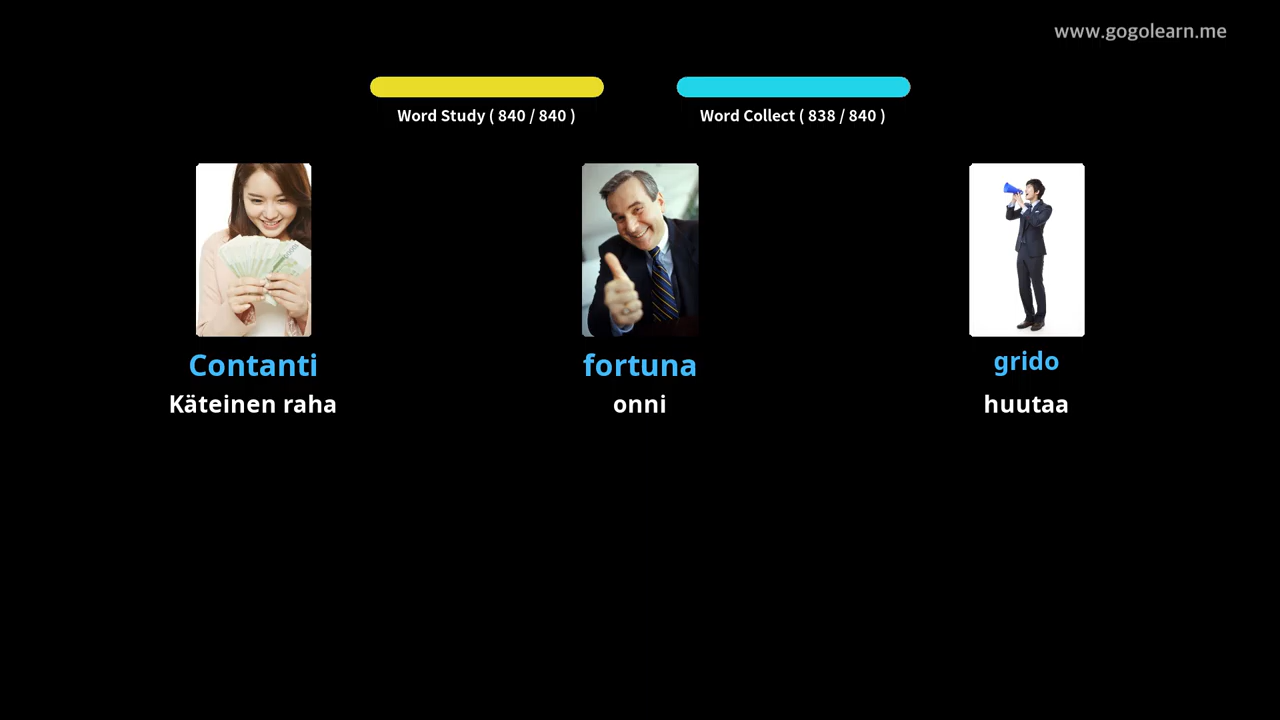 www.gogolearn.me
Word Study ( 840 / 840 )
Word Collect ( 838 / 840 )
Contanti
Käteinen raha
fortuna
onni
grido
huutaa